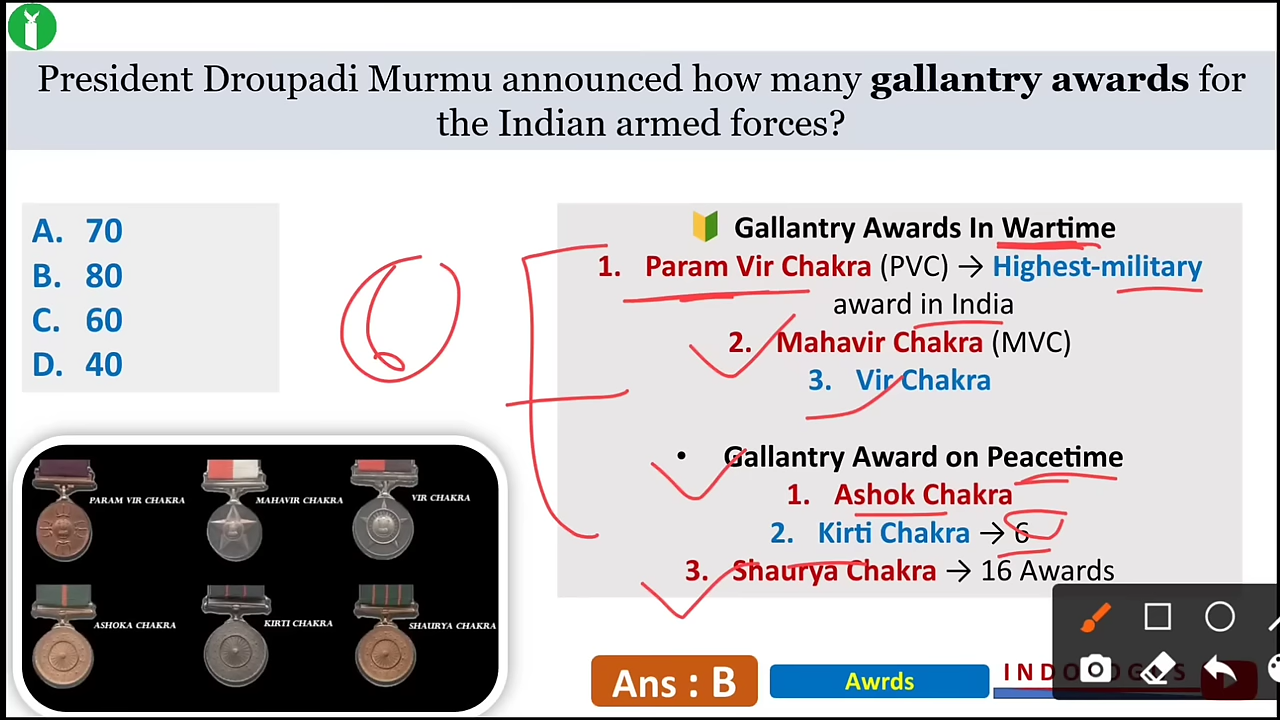 President Droupadi Murmu announced how many gallantry awards for
the Indian armed forces?
A. 70
B. 80
C. 60
D. 40
🔰 Gallantry Awards In Wartime
1. Param Vir Chakra (PVC) → Highest-military
award in India
2. Mahavir Chakra (MVC)
3. Vir Chakra
• Gallantry Award on Peacetime
1. Ashok Chakra
2. Kirti Chakra → 6
3. Shaurya Chakra → 16 Awards
PARAM VIR CHAKRA
MAHAVIR CHAKRA
VIR CHAKRA
ASHOKA CHAKRA
KIRTI CHAKRA
SHAURYA CHAKRA
Ans : B
Awrds